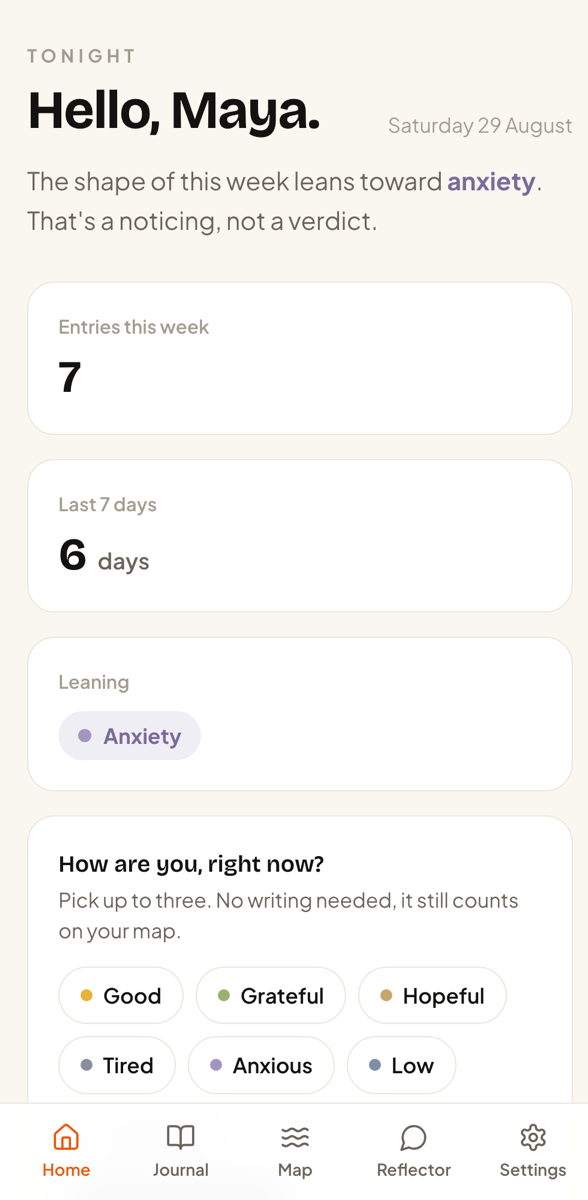 TONIGHT
Hello, Maya.
Saturday 29 August
The shape of this week leans toward anxiety.
That's a noticing, not a verdict.
Entries this week
7
Last 7 days
6 days
Leaning
Anxiety
How are you, right now?
Pick up to three. No writing needed, it still counts
on your map.
Good Grateful Hopeful
Tired Anxious Low
Home Journal Map Reflector Settings